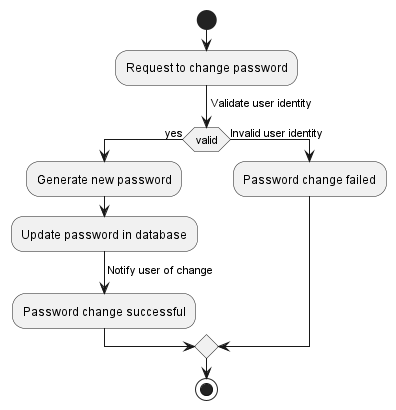 Request to change password
Validate user identity
yes
valid
Invalid user identity
Generate new password
Password change failed
Update password in database
Notify user of change
Password change successful